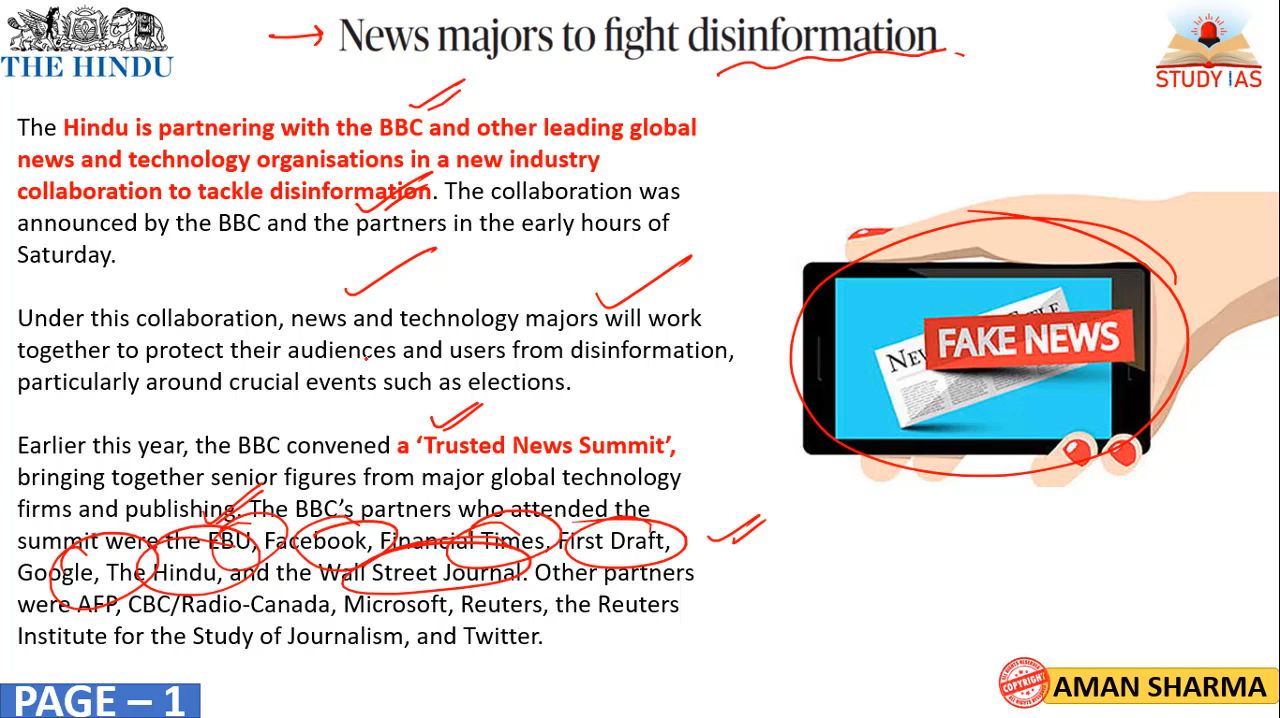 THE HINDU
News majors to fight disinformation
STUDY IAS
The Hindu is partnering with the BBC and other leading global
news and technology organisations in a new industry
collaboration to tackle disinformation. The collaboration was
announced by the BBC and the partners in the early hours of
Saturday.
Under this collaboration, news and technology majors will work
together to protect their audiences and users from disinformation,
particularly around crucial events such as elections.
Earlier this year, the BBC convened a ‘Trusted News Summit’,
bringing together senior figures from major global technology
firms and publishing. The BBC’s partners who attended the
summit were the EBU, Facebook, Financial Times, First Draft,
Google, The Hindu, and the Wall Street Journal. Other partners
were AFP, CBC/Radio-Canada, Microsoft, Reuters, the Reuters
Institute for the Study of Journalism, and Twitter.
FAKE NEWS
PAGE – 1
COPYRIGHT
AMAN SHARMA